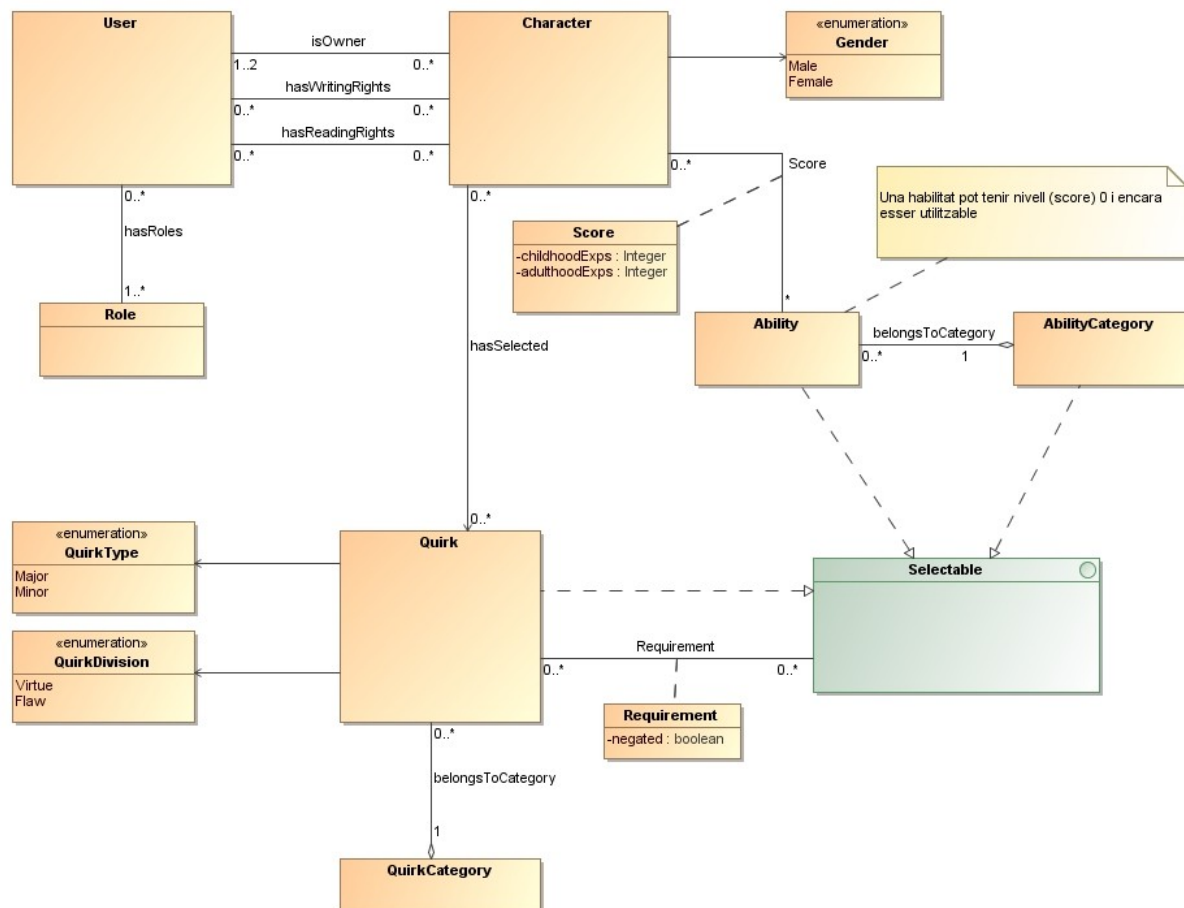 User
Character
«enumeration»
Gender
Male
Female
isOwner
1..2
0..*
hasWritingRights
0..*
0..*
hasReadingRights
0..*
0..*
0..*
Score
Una habilitat pot tenir nivell (score) 0 i encara
esser utilitzable
0..*
hasRoles
1..*
Role
0..*
Score
-childhoodExps : Integer
-adulthoodExps : Integer
*
Ability
belongsToCategory
0..*
1
AbilityCategory
hasSelected
0..*
«enumeration»
QuirkType
Major
Minor
Quirk
Selectable
«enumeration»
QuirkDivision
Virtue
Flaw
Requirement
0..*
0..*
Requirement
-negated : boolean
0..*
belongsToCategory
1
QuirkCategory